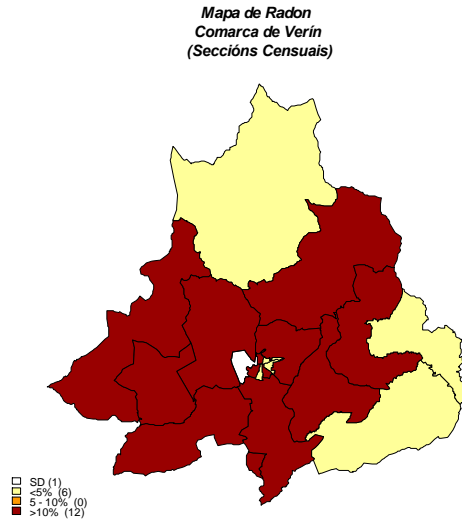 Mapa de Radon
Comarca de Verín
(Seccións Censuais)
SD (1)
<5% (6)
5 - 10% (0)
>10% (12)